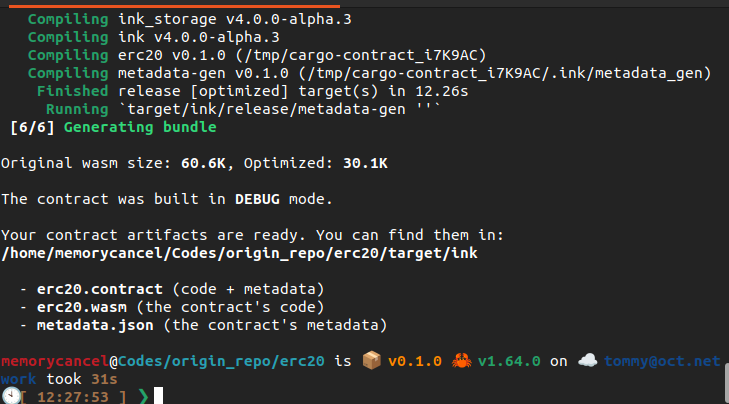 Compiling ink_storage v4.0.0-alpha.3
Compiling ink v4.0.0-alpha.3
Compiling erc20 v0.1.0 (/tmp/cargo-contract_i7K9AC)
Compiling metadata-gen v0.1.0 (/tmp/cargo-contract_i7K9AC/.ink/metadata_gen)
Finished release [optimized] target(s) in 12.26s
Running `target/ink/release/metadata-gen ''`
[6/6] Generating bundle
Original wasm size: 60.6K, Optimized: 30.1K
The contract was built in DEBUG mode.
Your contract artifacts are ready. You can find them in:
/home/memorycancel/Codes/origin_repo/erc20/target/ink
- erc20.contract (code + metadata)
- erc20.wasm (the contract's code)
- metadata.json (the contract's metadata)
memorycancel@Codes/origin_repo/erc20 is 📦 v0.1.0 🦀 v1.64.0 on ☁️ tommy@oct.net
work took 31s
🕙[ 12:27:53 ] ❯